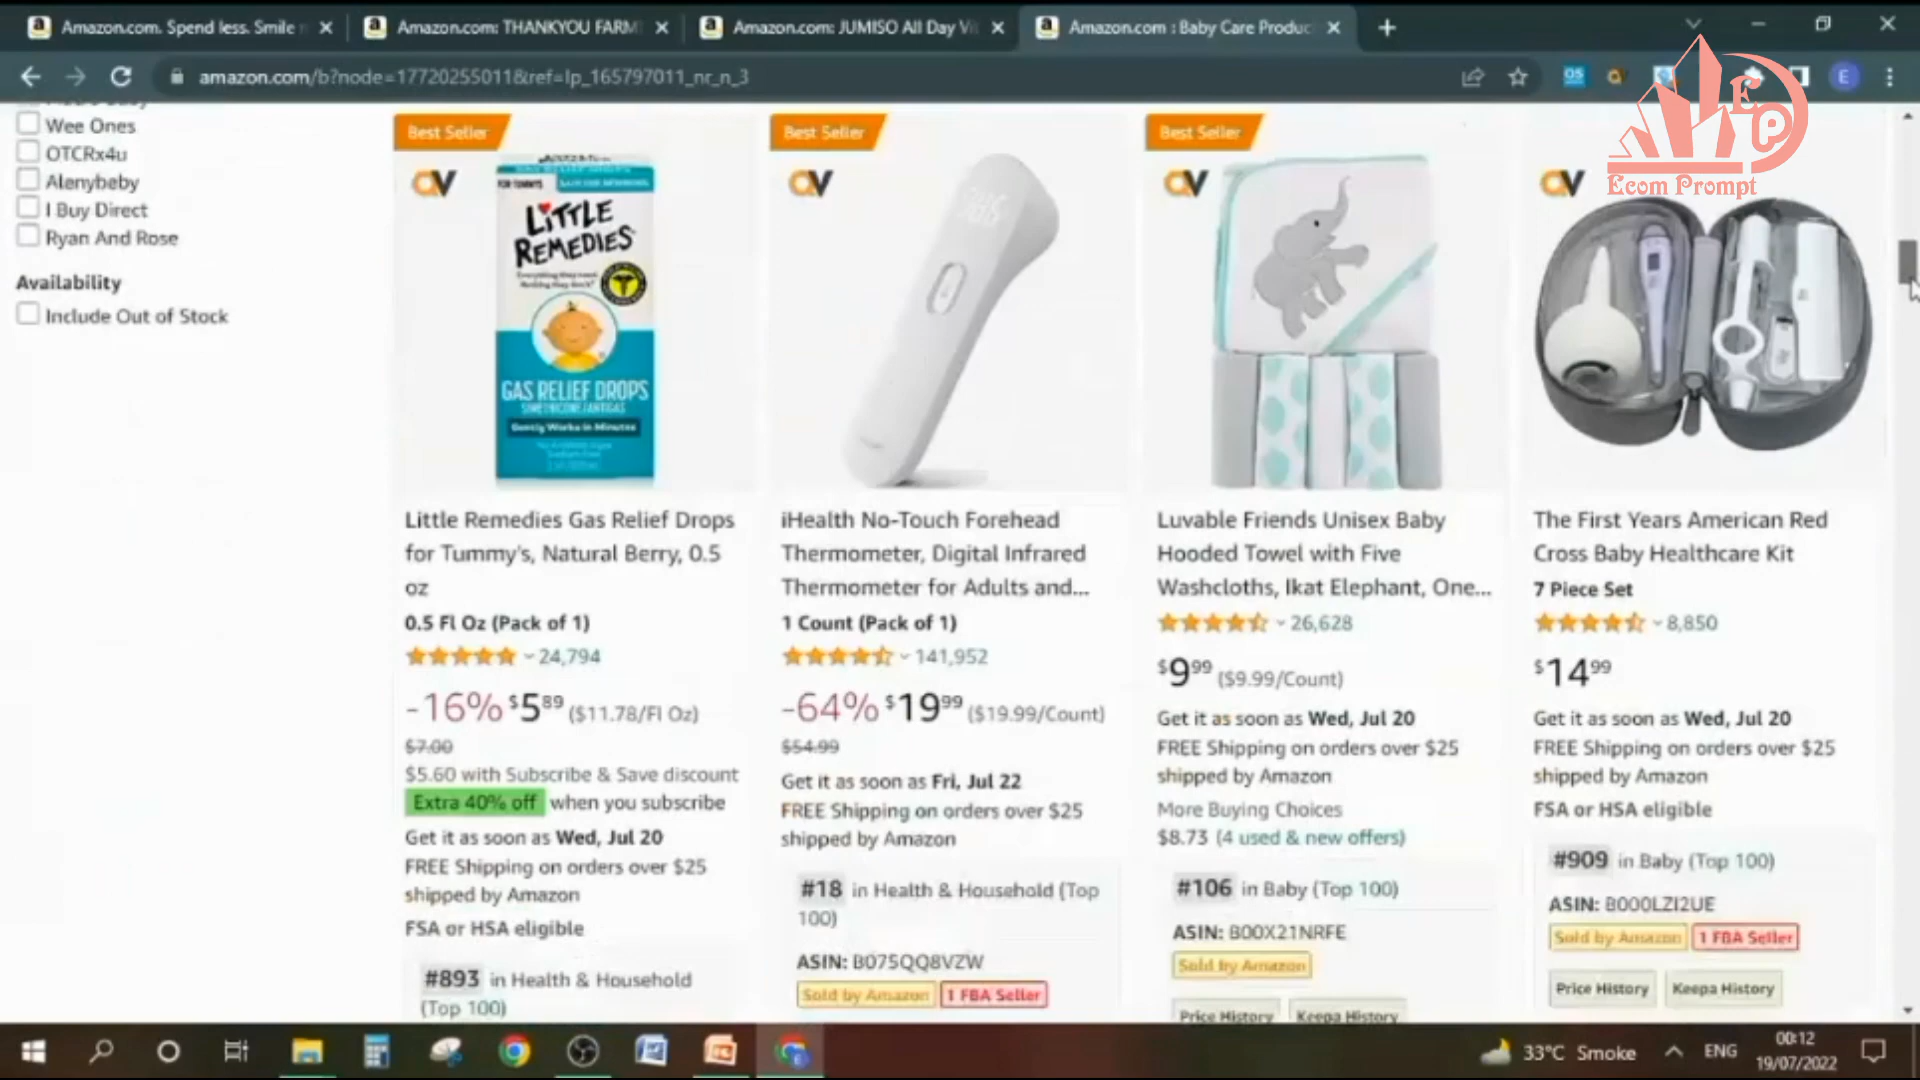 Amazon.com. Spend less. Smile
Amazon.com: THANKYOU FARM
Amazon.com: JUMISO All Day Vi
Amazon.com : Baby Care Produc
amazon.com/b?node=17720255011&ref=lp_165797011_nr_n_3
OS
E
EP
Ecom Prompt
Wee Ones
OTCRx4u
Alenybeby
I Buy Direct
Ryan And Rose
Availability
Include Out of Stock
Best Seller
LiTTLE
REMEDIES
GAS RELIEF DROPS
Gently Works in Minutes
Little Remedies Gas Relief Drops
for Tummy's, Natural Berry, 0.5
oz
0.5 Fl Oz (Pack of 1)
24,794
-16% $5⁸⁹ ($11.78/Fl Oz)
$7.00
$5.60 with Subscribe & Save discount
Extra 40% off when you subscribe
Get it as soon as Wed, Jul 20
FREE Shipping on orders over $25
shipped by Amazon
FSA or HSA eligible
#893 in Health & Household
(Top 100)
Best Seller
iHealth No-Touch Forehead
Thermometer, Digital Infrared
Thermometer for Adults and...
1 Count (Pack of 1)
141,952
-64% $19⁹⁹ ($19.99/Count)
$54.99
Get it as soon as Fri, Jul 22
FREE Shipping on orders over $25
shipped by Amazon
#18 in Health & Household (Top
100)
ASIN: B075QQ8VZW
Sold by Amazon 1 FBA Seller
Best Seller
Luvable Friends Unisex Baby
Hooded Towel with Five
Washcloths, Ikat Elephant, One...
26,628
$9⁹⁹ ($9.99/Count)
Get it as soon as Wed, Jul 20
FREE Shipping on orders over $25
shipped by Amazon
More Buying Choices
$8.73 (4 used & new offers)
#106 in Baby (Top 100)
ASIN: B00X21NRFE
Sold by Amazon
Price History Keepa History
The First Years American Red
Cross Baby Healthcare Kit
7 Piece Set
8,850
$14⁹⁹
Get it as soon as Wed, Jul 20
FREE Shipping on orders over $25
shipped by Amazon
FSA or HSA eligible
#909 in Baby (Top 100)
ASIN: B000LZI2UE
Sold by Amazon 1 FBA Seller
Price History Keepa History
33°C Smoke
ENG
00:12
19/07/2022